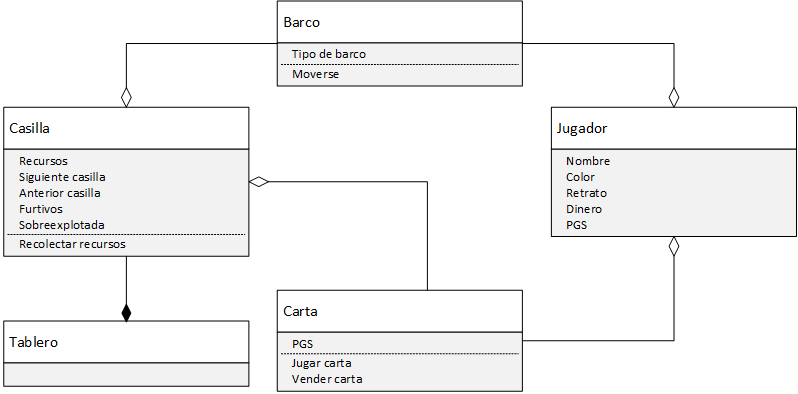 Barco
Tipo de barco
Moverse
Casilla
Recursos
Siguiente casilla
Anterior casilla
Furtivos
Sobreexplotada
Recolectar recursos
Jugador
Nombre
Color
Retrato
Dinero
PGS
Tablero
Carta
PGS
Jugar carta
Vender carta